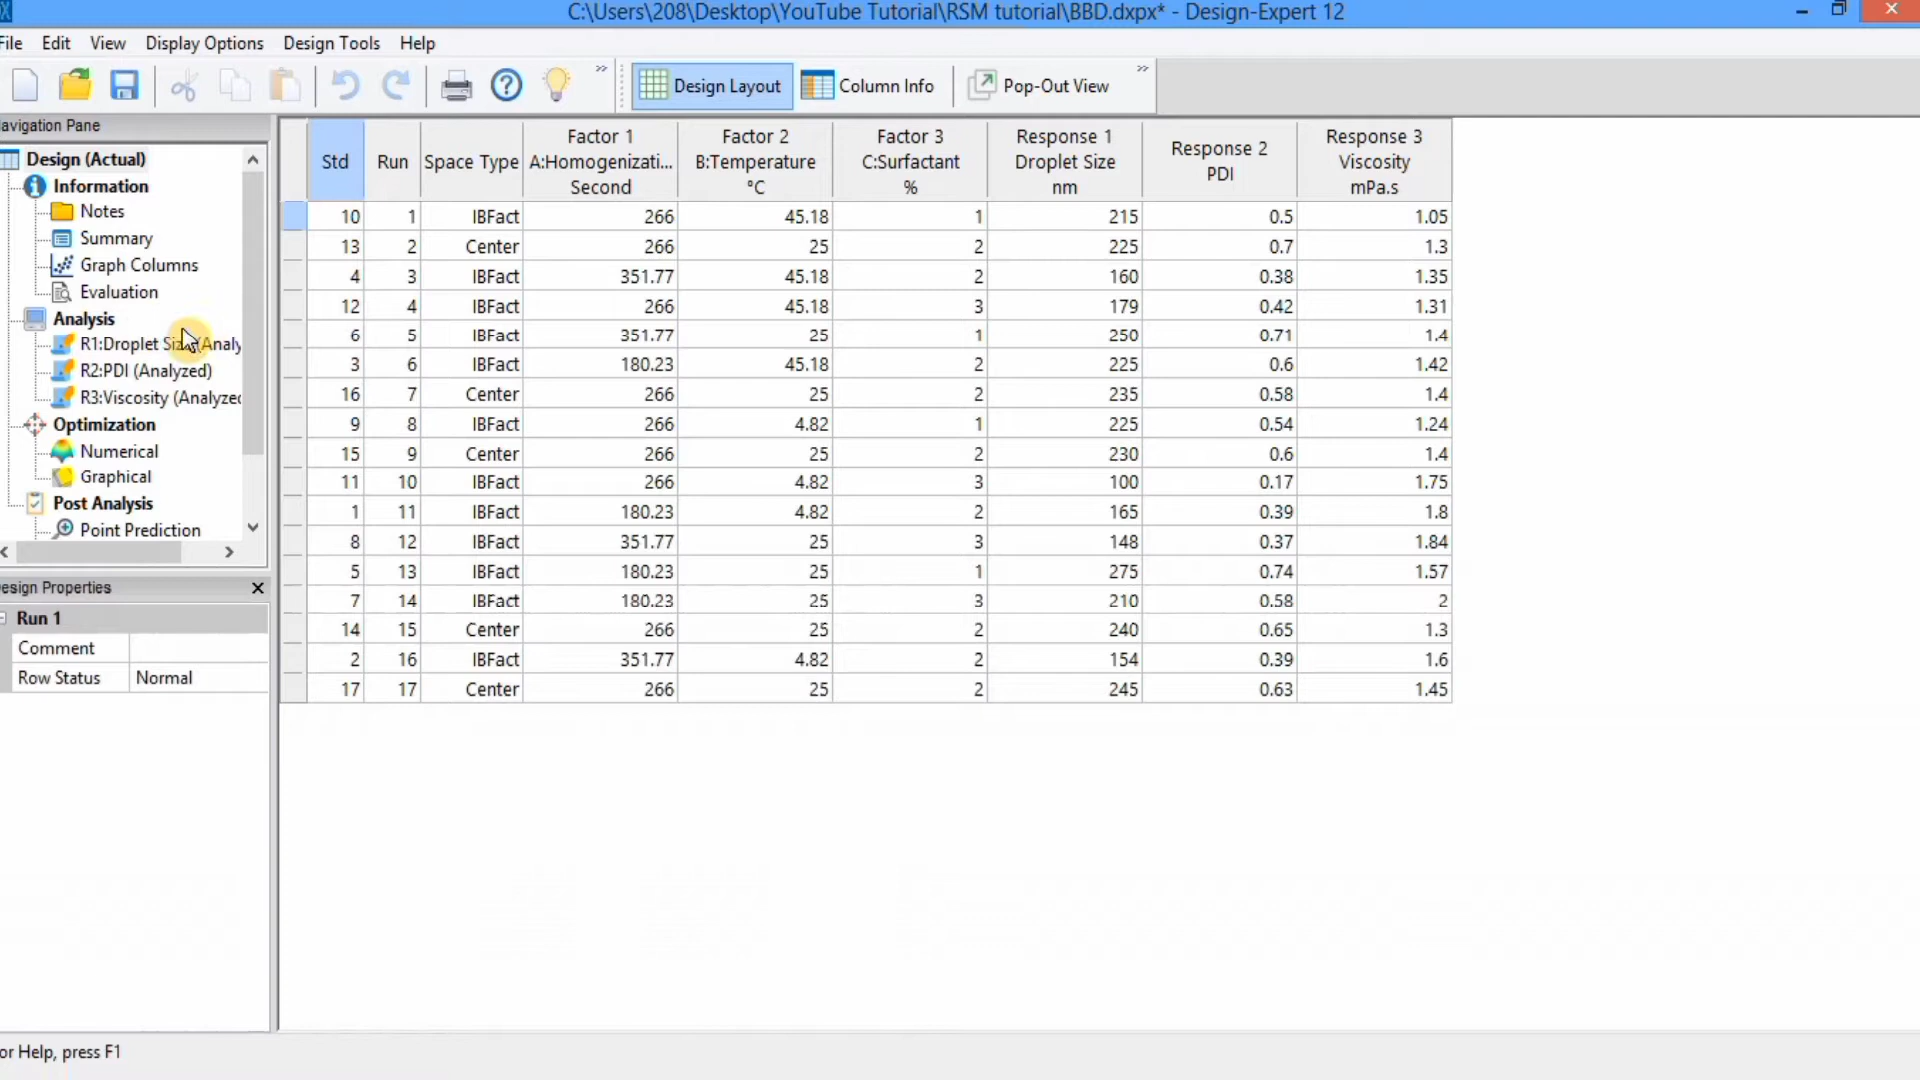 C:\Users\208\Desktop\YouTube Tutorial\RSM tutorial\BBD.dxpx* - Design-Expert 12
File Edit View Display Options Design Tools Help
Design Layout Column Info Pop-Out View
avigation Pane
Design (Actual)
Information
Notes
Summary
Graph Columns
Evaluation
Analysis
R1:Droplet Size (Analy
R2:PDI (Analyzed)
R3:Viscosity (Analyzed
Optimization
Numerical
Graphical
Post Analysis
Point Prediction
esign Properties
Run 1
Comment
Row Status Normal
Factor 1 Factor 2 Factor 3 Response 1 Response 2 Response 3
Std Run Space Type A:Homogenizati... B:Temperature C:Surfactant Droplet Size PDI Viscosity
Second °C % nm mPa.s
10 1 IBFact 266 45.18 1 215 0.5 1.05
13 2 Center 266 25 2 225 0.7 1.3
4 3 IBFact 351.77 45.18 2 160 0.38 1.35
12 4 IBFact 266 45.18 3 179 0.42 1.31
6 5 IBFact 351.77 25 1 250 0.71 1.4
3 6 IBFact 180.23 45.18 2 225 0.6 1.42
16 7 Center 266 25 2 235 0.58 1.4
9 8 IBFact 266 4.82 1 225 0.54 1.24
15 9 Center 266 25 2 230 0.6 1.4
11 10 IBFact 266 4.82 3 100 0.17 1.75
1 11 IBFact 180.23 4.82 2 165 0.39 1.8
8 12 IBFact 351.77 25 3 148 0.37 1.84
5 13 IBFact 180.23 25 1 275 0.74 1.57
7 14 IBFact 180.23 25 3 210 0.58 2
14 15 Center 266 25 2 240 0.65 1.3
2 16 IBFact 351.77 4.82 2 154 0.39 1.6
17 17 Center 266 25 2 245 0.63 1.45
or Help, press F1